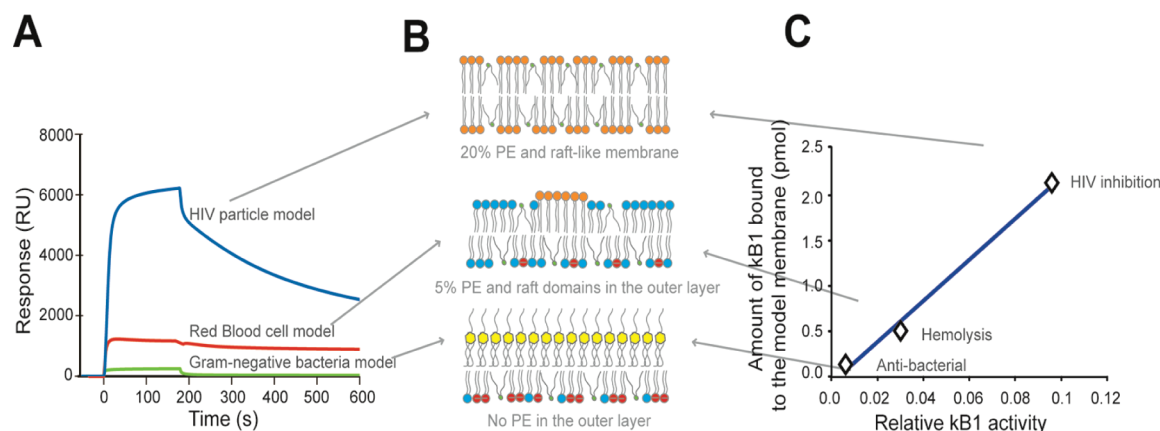 A
B
C
8000
6000
4000
2000
0
Response (RU)
HIV particle model
Red Blood cell model
Gram-negative bacteria model
0
100
200
300
400
500
600
Time (s)
20% PE and raft-like membrane
5% PE and raft domains in the outer layer
No PE in the outer layer
Amount of kB1 bound
to the model membrane (pmol)
2.5
2.0
1.5
1.0
0.5
0.0
HIV inhibition
Hemolysis
Anti-bacterial
0
0.02
0.04
0.06
0.08
0.1
0.12
Relative kB1 activity